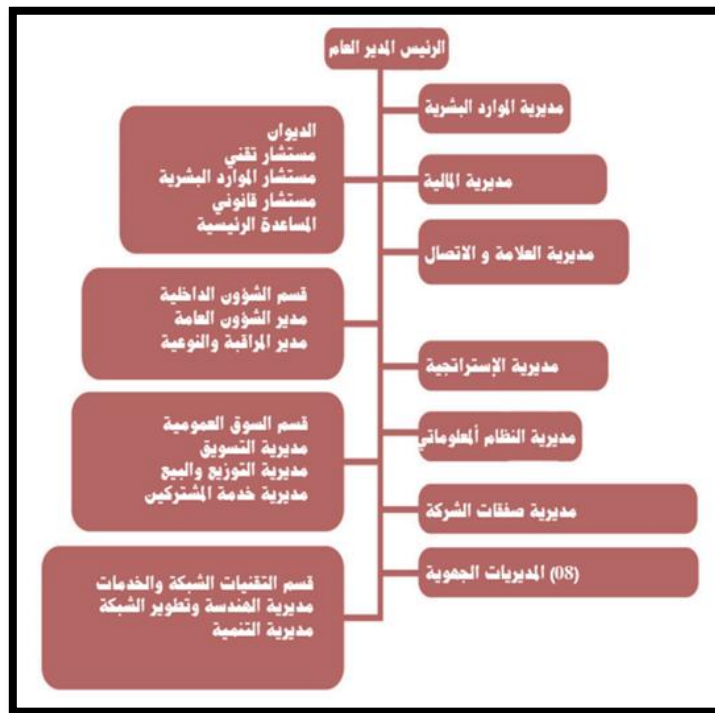 الرئيس المدير العام
مديرية الموارد البشرية
الديوان
مستشار تقني
مستشار الموارد البشرية
مستشار قانوني
المساعدة الرئيسية
مديرية المالية
مديرية العلامة و الاتصال
قسم الشؤون الداخلية
مدير الشؤون العامة
مدير المراقبة والنوعية
مديرية الإستراتجية
قسم السوق العمومية
مديرية التسويق
مديرية التوزيع والبيع
مديرية خدمة المشتركين
مديرية النظام ألمعلوماتي
مديرية صفقات الشركة
(08) المديريات الجهوية
قسم التقنيات الشبكة والخدمات
مديرية الهندسة وتطوير الشبكة
مديرية التنمية